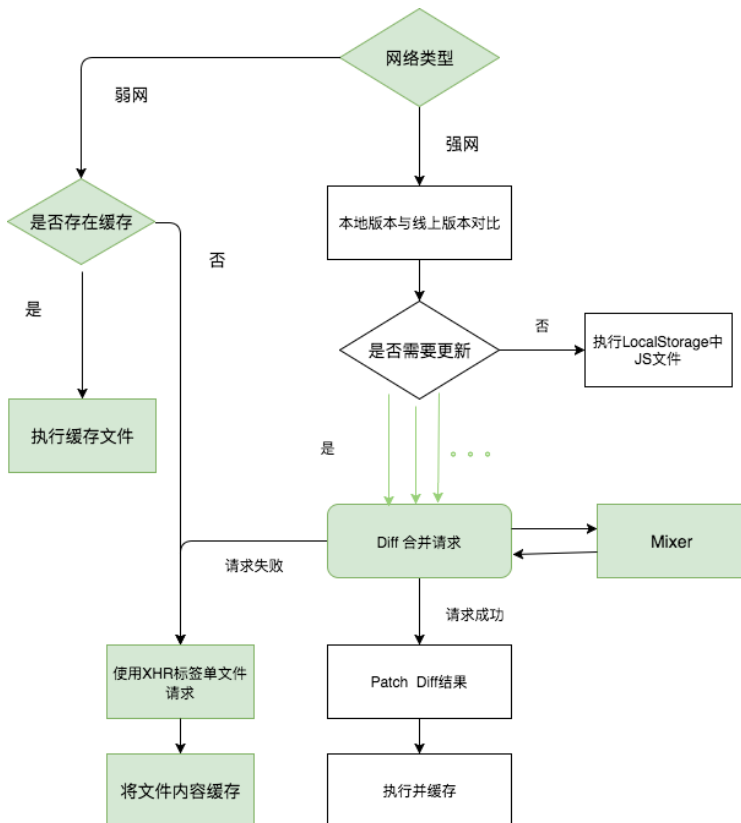 网络类型
弱网
强网
是否存在缓存
本地版本与线上版本对比
否
是
否
是否需要更新
执行LocalStorage中
JS文件
执行缓存文件
是
Diff 合并请求
Mixer
请求失败
请求成功
使用XHR标签单文件
请求
Patch Diff结果
将文件内容缓存
执行并缓存